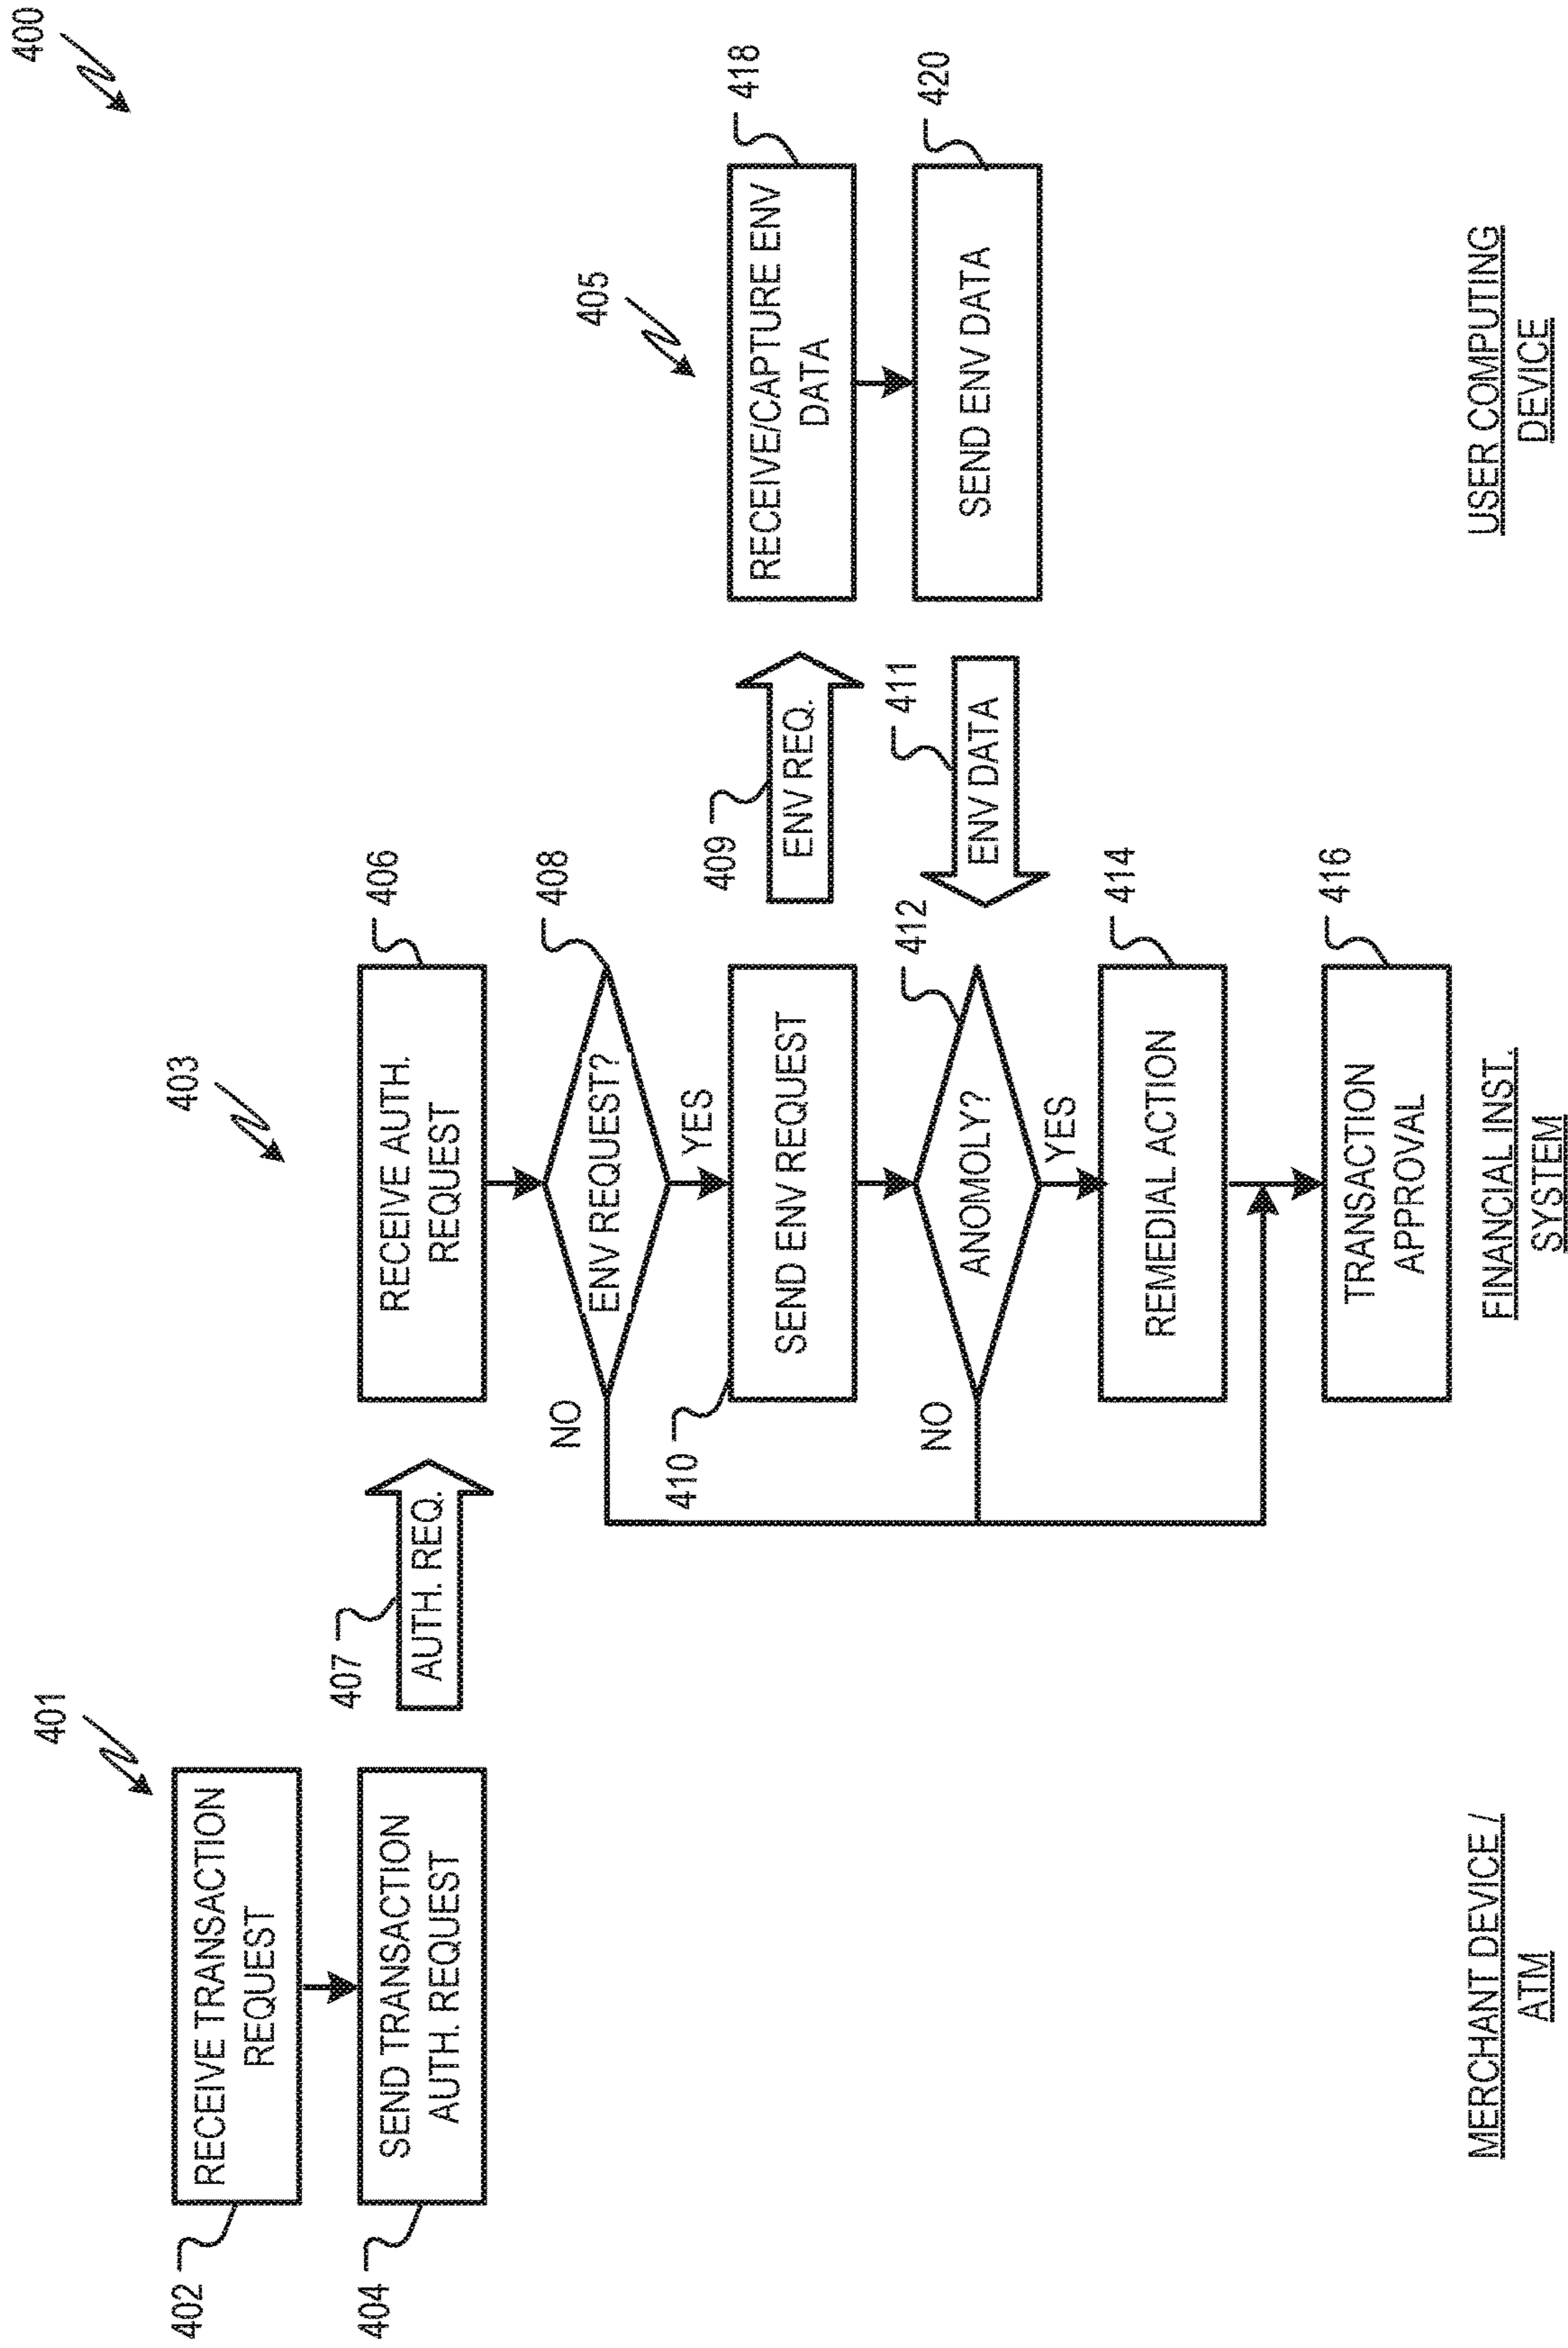 400
401
402
RECEIVE TRANSACTION
REQUEST
404
SEND TRANSACTION
AUTH. REQUEST
407
AUTH. REQ.
403
RECEIVE AUTH.
REQUEST
406
ENV REQUEST?
408
NO
YES
410
SEND ENV REQUEST
409
ENV REQ.
405
RECEIVE/CAPTURE ENV
DATA
418
SEND ENV DATA
420
411
ENV DATA
412
ANOMOLY?
NO
YES
REMEDIAL ACTION
414
TRANSACTION
APPROVAL
416
MERCHANT DEVICE /
ATM
FINANCIAL INST.
SYSTEM
USER COMPUTING
DEVICE